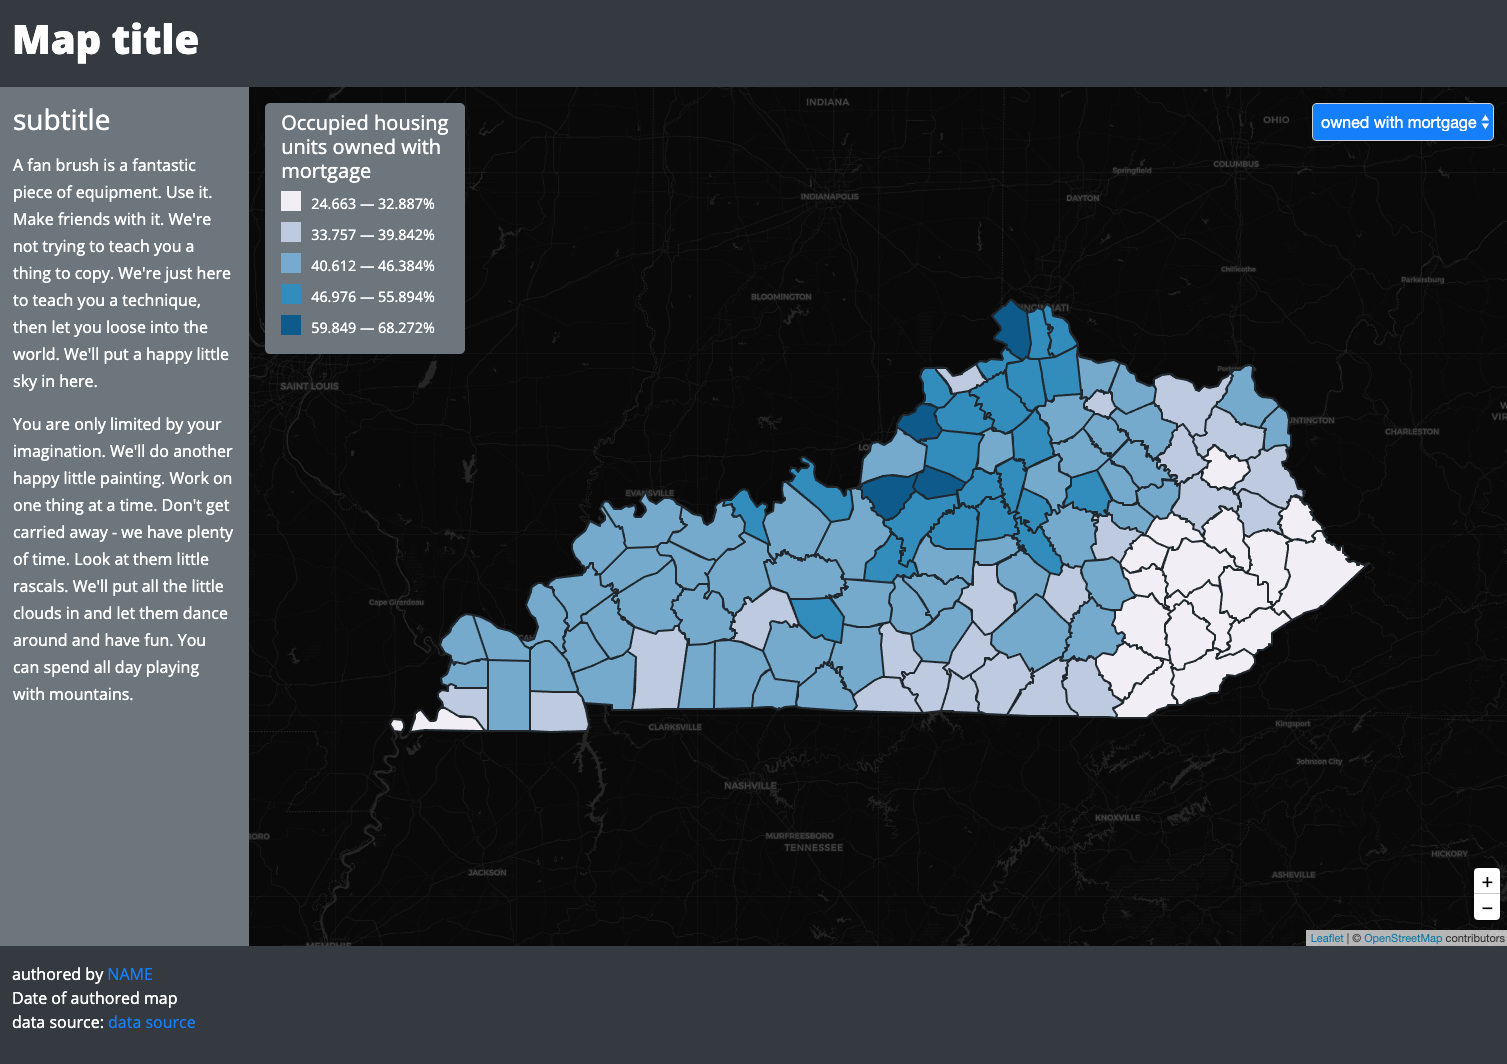 Map title
subtitle
A fan brush is a fantastic
piece of equipment. Use it.
Make friends with it. We're
not trying to teach you a
thing to copy. We're just here
to teach you a technique,
then let you loose into the
world. We'll put a happy little
sky in here.
You are only limited by your
imagination. We'll do another
happy little painting. Work on
one thing at a time. Don't get
carried away - we have plenty
of time. Look at them little
rascals. We'll put all the little
clouds in and let them dance
around and have fun. You
can spend all day playing
with mountains.
Occupied housing
units owned with
mortgage
24.663 — 32.887%
33.757 — 39.842%
40.612 — 46.384%
46.976 — 55.894%
59.849 — 68.272%
owned with mortgage
INDIANA
OHIO
COLUMBUS
Springfield
INDIANAPOLIS
DAYTON
Chillicothe
Parkersburg
BLOOMINGTON
INCINNATI
SAINT LOUIS
Portsmo
UNTINGTON
CHARLESTON
W
VIR
LO
EVANSVILLE
Cape Girardeau
CAH
CLARKSVILLE
Kingsport
Johnson City
NASHVILLE
KNOXVILLE
MURFREESBORO
TENNESSEE
ORO
HICKORY
JACKSON
ASHEVILLE
MEMPHIS
+
−
Leaflet | © OpenStreetMap contributors
authored by NAME
Date of authored map
data source: data source